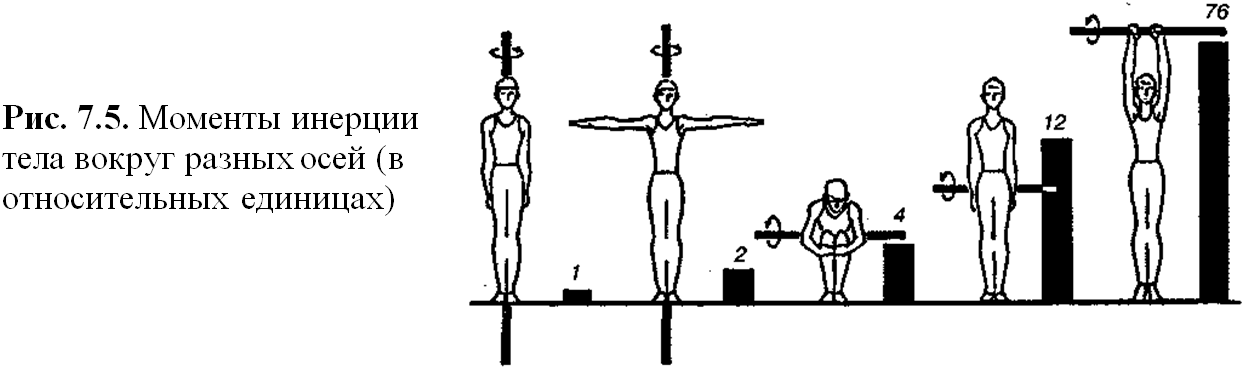 Рис. 7.5. Моменты инерции
тела вокруг разных осей (в
относительных единицах)
1
2
4
12
76